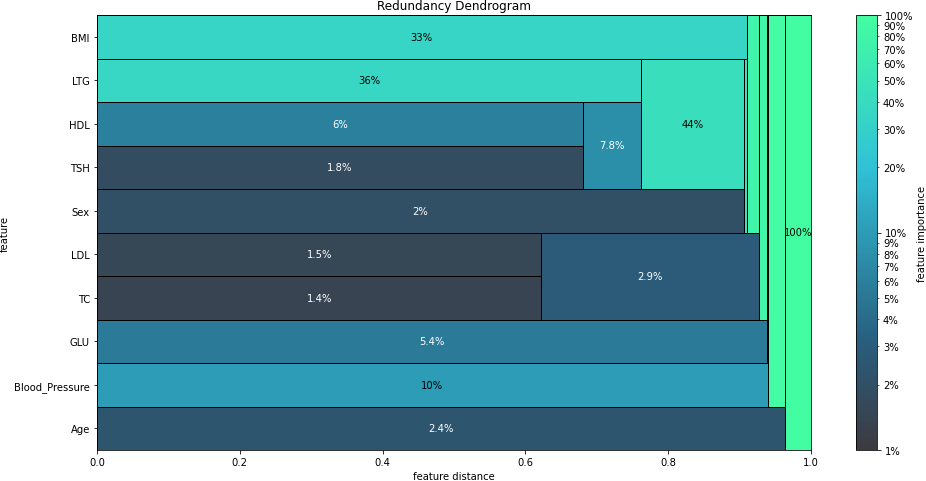 Redundancy Dendrogram
BMI
33%
LTG
36%
HDL
6%
44%
7.8%
TSH
1.8%
Sex
2%
100%
LDL
1.5%
2.9%
TC
1.4%
GLU
5.4%
Blood_Pressure
10%
Age
2.4%
feature
0.0
0.2
0.4
0.6
0.8
1.0
feature distance
100%
90%
80%
70%
60%
50%
40%
30%
20%
10%
9%
8%
7%
6%
5%
4%
3%
2%
1%
feature importance